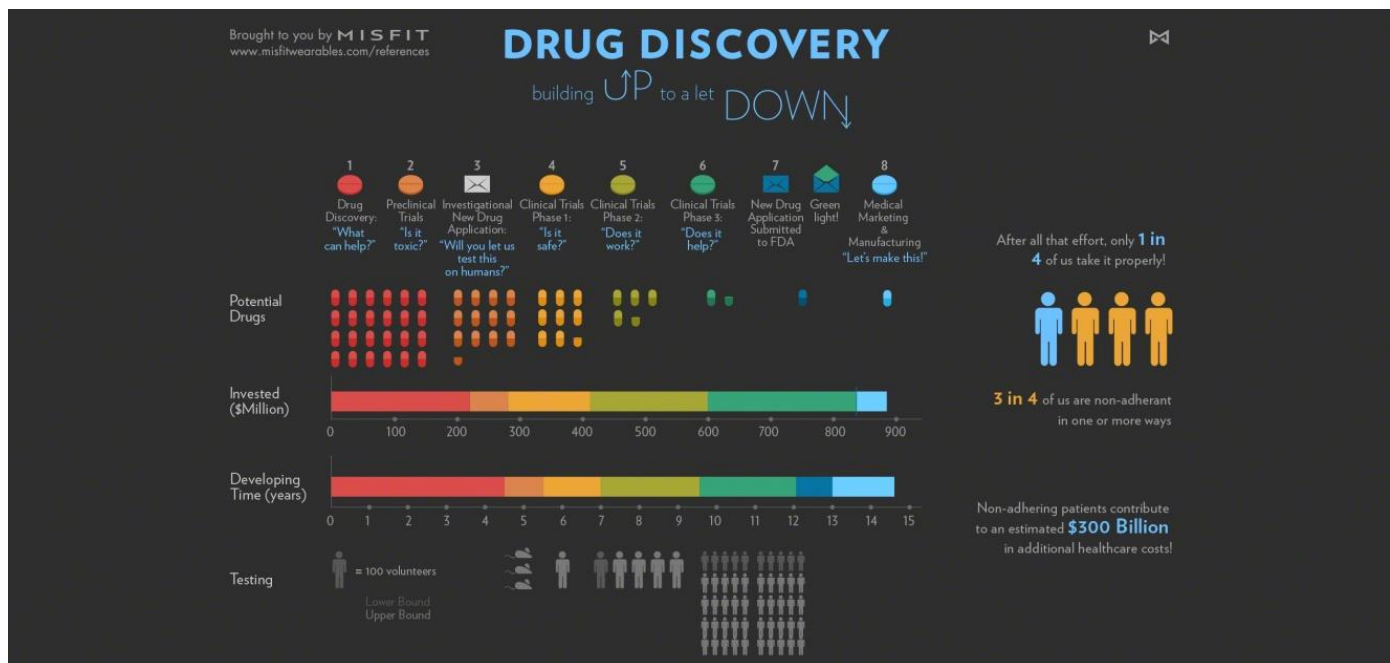 Brought to you by MISFIT
www.misfitwearables.com/references
DRUG DISCOVERY
building UP to a let DOWN
1
Drug
Discovery:
“What
can help?”
2
Preclinical
Trials
“Is it
toxic?”
3
Investigational
New Drug
Application:
“Will you let us
test this
on humans?”
4
Clinical Trials
Phase 1:
“Is it
safe?”
5
Clinical Trials
Phase 2:
“Does it
work?”
6
Clinical Trials
Phase 3:
“Does it
help?”
7
New Drug
Application
Submitted
to FDA
Green
light!
8
Medical
Marketing
&
Manufacturing
“Let's make this!”
Potential
Drugs
Invested
($Million)
0 100 200 300 400 500 600 700 800 900
Developing
Time (years)
0 1 2 3 4 5 6 7 8 9 10 11 12 13 14 15
Testing
= 100 volunteers
Lower Bound
Upper Bound
After all that effort, only 1 in
4 of us take it properly!
3 in 4 of us are non-adherant
in one or more ways
Non-adhering patients contribute
to an estimated $300 Billion
in additional healthcare costs!